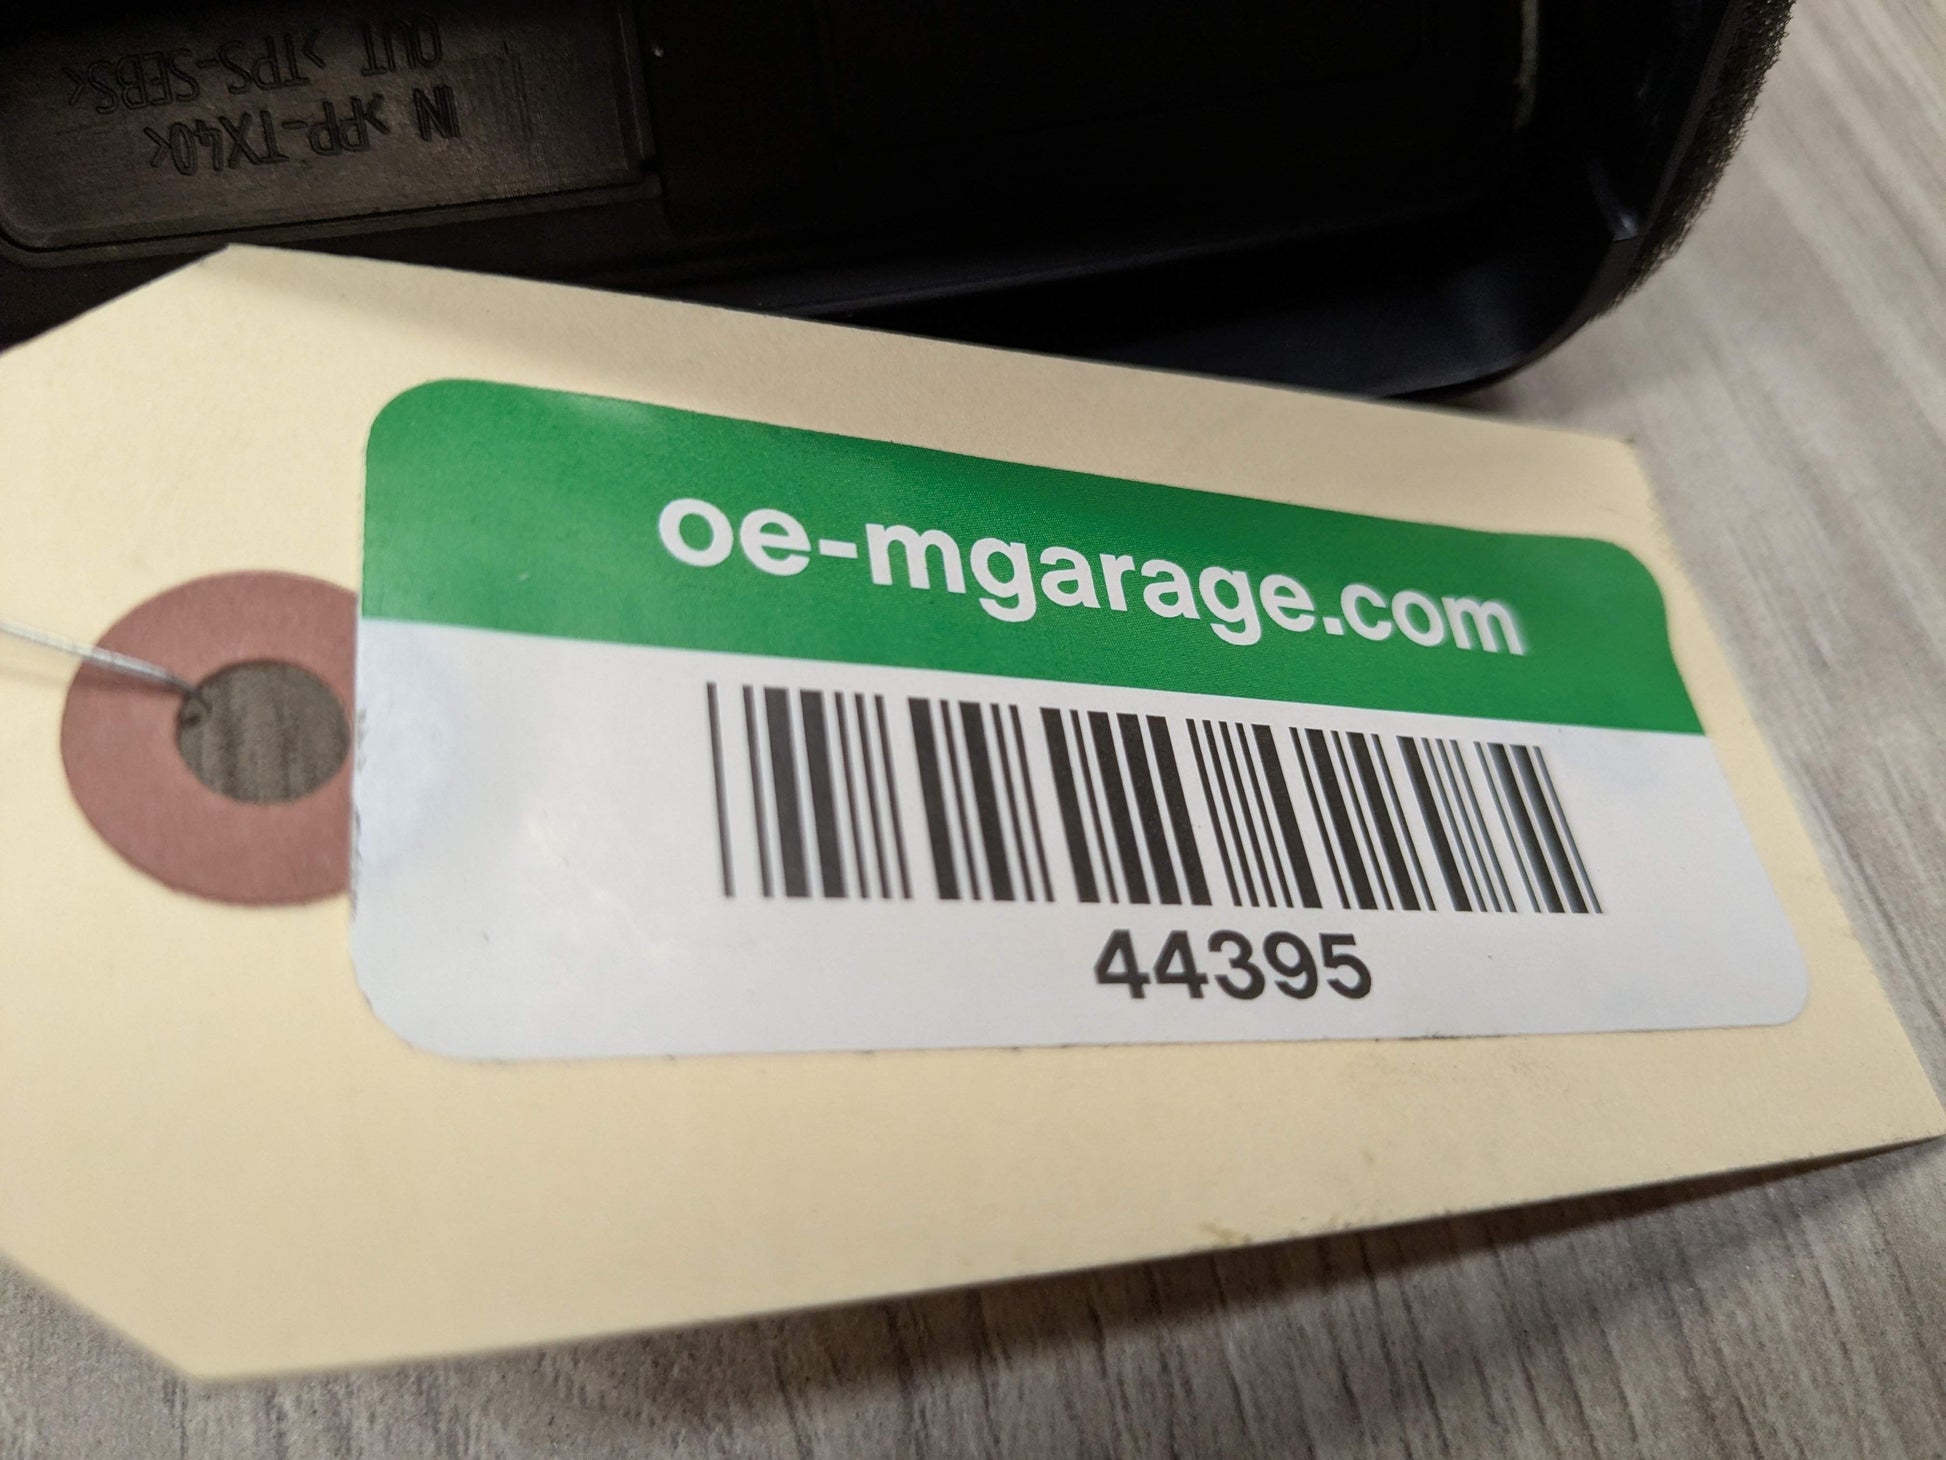 IN >PP-TX40<
OUT >TPS-SEBS<
oe-mgarage.com
44395